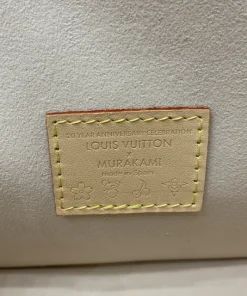 20 YEAR ANNIVERSARY CELEBRATION
LOUIS VUITTON
×
MURAKAMI
Made in Spain